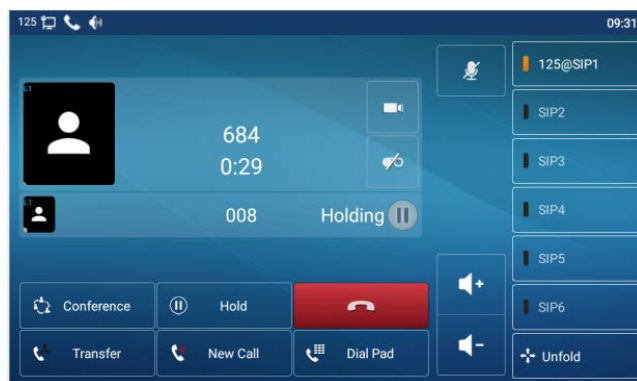 125
09:31
L1
684
0:29
L1
008 Holding
125@SIP1
SIP2
SIP3
SIP4
SIP5
SIP6
Unfold
Conference
Hold
Transfer
New Call
Dial Pad